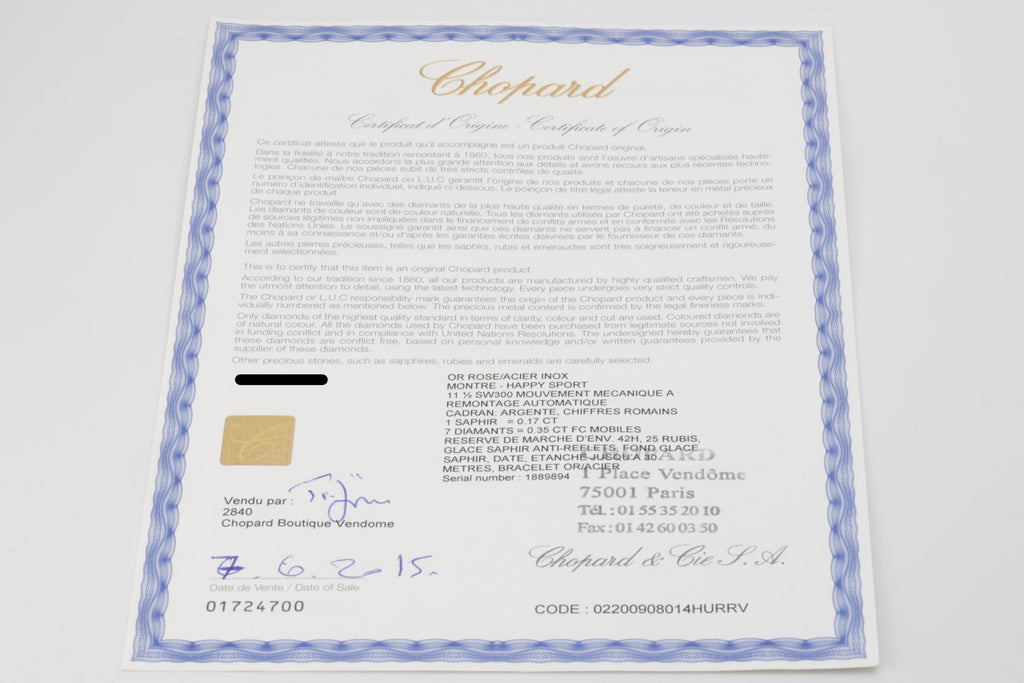 Chopard
Certificat d'Origine - Certificate of Origin
Ce certificat atteste que le produit qu'il accompagne est un produit Chopard original.
Dans la fidélité à notre tradition remontant à 1860, tous nos produits sont l'œuvre d'artisans spécialisés haute-
ment qualifiés. Nous accordons la plus grande attention aux détails et avons recours aux plus récentes techno-
logies. Chacune de nos pièces subit de très stricts contrôles de qualité.
Le poinçon de maître Chopard ou L.U.C garantit l'origine de nos produits et chacune de nos pièces porte un
numéro d'identification individuel, indiqué ci-dessous. Le poinçon de titre légal atteste la teneur en métal précieux
de chaque produit.
Chopard ne travaille qu'avec des diamants de la plus haute qualité en termes de pureté, de couleur et de taille.
Les diamants de couleur sont de couleur naturelle. Tous les diamants utilisés par Chopard ont été achetés auprès
de sources légitimes non impliquées dans le financement de conflits armés et en conformité avec les Résolutions
des Nations Unies. Le soussigné garantit ainsi que ces diamants ne servent pas à financer un conflit armé, du
moins à sa connaissance et/ou d'après les garanties écrites délivrées par le fournisseur de ces diamants.
Les autres pierres précieuses, telles que les saphirs, rubis et émeraudes sont très soigneusement et rigoureuse-
ment sélectionnées.
This is to certify that this item is an original Chopard product.
According to our tradition since 1860, all our products are manufactured by highly qualified craftsmen. We pay
the utmost attention to detail, using the latest technology. Every piece undergoes very strict quality controls.
The Chopard or L.U.C responsibility mark guarantees the origin of the Chopard product and every piece is indi-
vidually numbered as mentioned below. The precious metal content is confirmed by the legal fineness marks.
Only diamonds of the highest quality standard in terms of clarity, colour and cut are used. Coloured diamonds are
of natural colour. All the diamonds used by Chopard have been purchased from legitimate sources not involved
in funding conflict and in compliance with United Nations Resolutions. The undersigned hereby guarantees that
these diamonds are conflict free, based on personal knowledge and/or written guarantees provided by the
supplier of these diamonds.
Other precious stones, such as sapphires, rubies and emeralds are carefully selected.
OR ROSE/ACIER INOX
MONTRE - HAPPY SPORT
11 ½ SW300 MOUVEMENT MECANIQUE A
REMONTAGE AUTOMATIQUE
CADRAN: ARGENTE, CHIFFRES ROMAINS
1 SAPHIR = 0.17 CT
7 DIAMANTS = 0.35 CT FC MOBILES
RESERVE DE MARCHE D'ENV. 42H, 25 RUBIS,
GLACE SAPHIR ANTI-REFLETS, FOND GLACE
SAPHIR, DATE, ETANCHE JUSQU'A 30
METRES, BRACELET OR/ACIER
Serial number : 1889894
CHOPARD
1 Place Vendôme
75001 Paris
Tél. : 01 55 35 20 10
Fax : 01 42 60 03 50
Vendu par :
2840
Chopard Boutique Vendome
Chopard & Cie S.A.
7. 6. 2015.
Date de Vente / Date of Sale
01724700
CODE : 02200908014HURRV